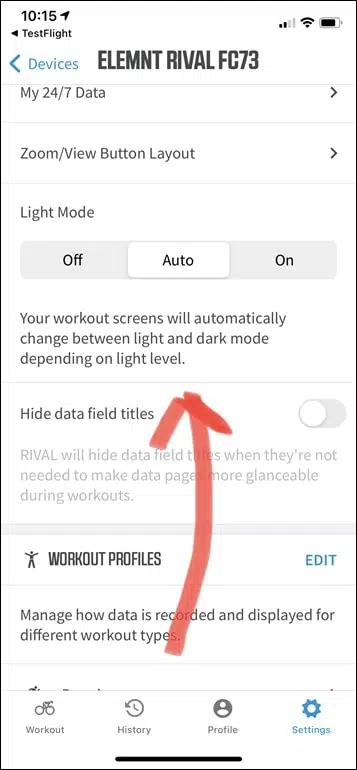 10:15
TestFlight
Devices
ELEMNT RIVAL FC73
My 24/7 Data
Zoom/View Button Layout
Light Mode
Off Auto On
Your workout screens will automatically
change between light and dark mode
depending on light level.
Hide data field titles
RIVAL will hide data field titles when they're not
needed to make data pages more glanceable
during workouts.
WORKOUT PROFILES EDIT
Manage how data is recorded and displayed for
different workout types.
Workout History Profile Settings